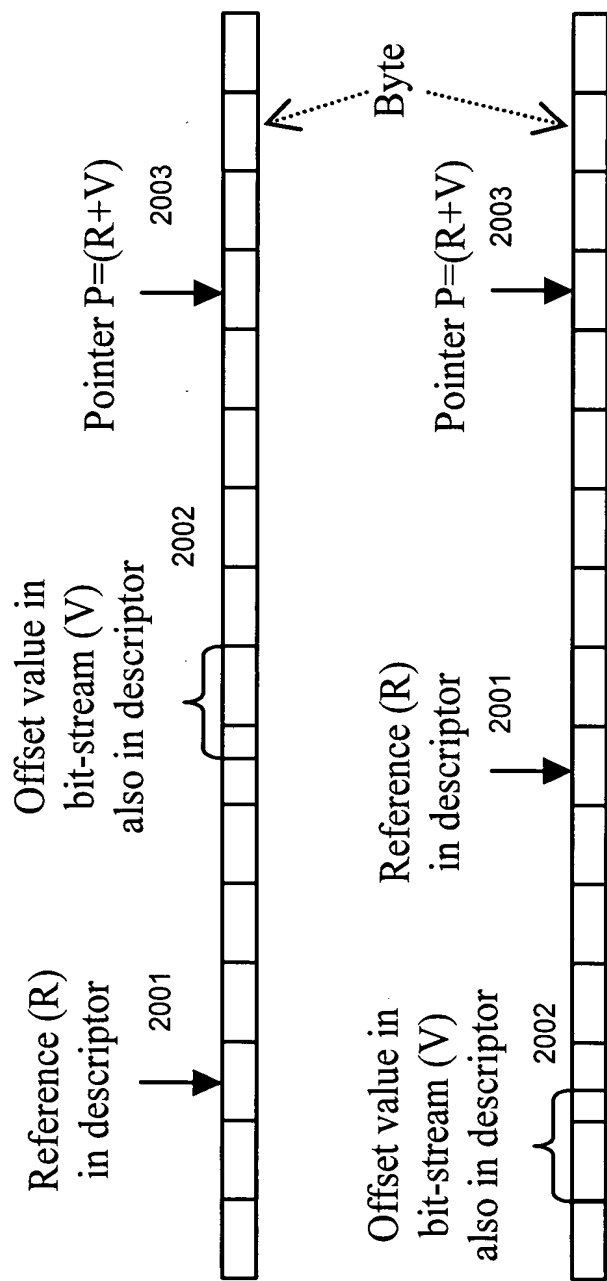 Reference (R)
in descriptor
2001
Offset value in
bit-stream (V)
also in descriptor
2002
Pointer P=(R+V)
2003
Byte
Offset value in
bit-stream (V)
also in descriptor
2002
Reference (R)
in descriptor
2001
Pointer P=(R+V)
2003